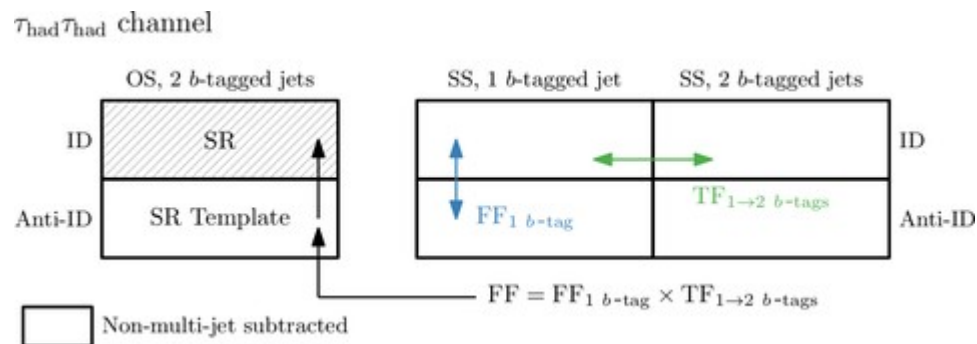 τhadτhad channel
OS, 2 b-tagged jets
SS, 1 b-tagged jet
SS, 2 b-tagged jets
ID
SR
ID
Anti-ID
SR Template
FF1 b-tag
TF1→2 b-tags
Anti-ID
FF = FF1 b-tag × TF1→2 b-tags
Non-multi-jet subtracted